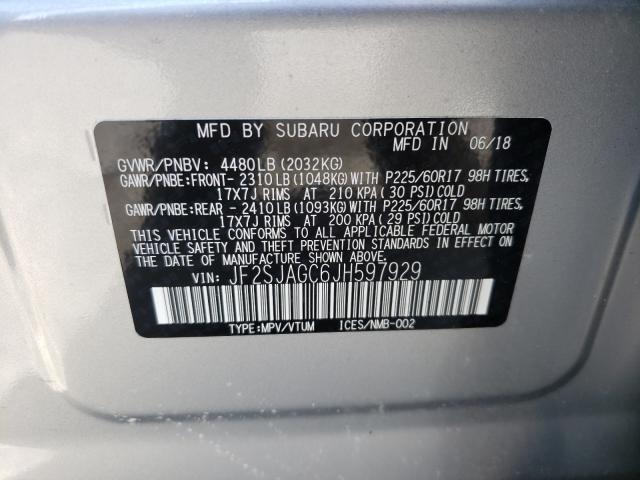 MFD BY SUBARU CORPORATION
MFD IN 06/18
GVWR/PNBV: 4480LB (2032KG)
GAWR/PNBE:FRONT- 2310LB(1048KG)WITH P225/60R17 98H TIRES,
17X7J RIMS AT 210 KPA(30 PSI)COLD
GAWR/PNBE:REAR - 2410LB(1093KG)WITH P225/60R17 98H TIRES,
17X7J RIMS AT 200 KPA(29 PSI)COLD
THIS VEHICLE CONFORMS TO ALL APPLICABLE FEDERAL MOTOR
VEHICLE SAFETY AND THEFT PREVENTION STANDARDS IN EFFECT ON
THE DATE OF MANUFACTURE SHOWN ABOVE.
VIN: JF2SJAGC6JH597929
TYPE:MPV/VTUM ICES/NMB-002